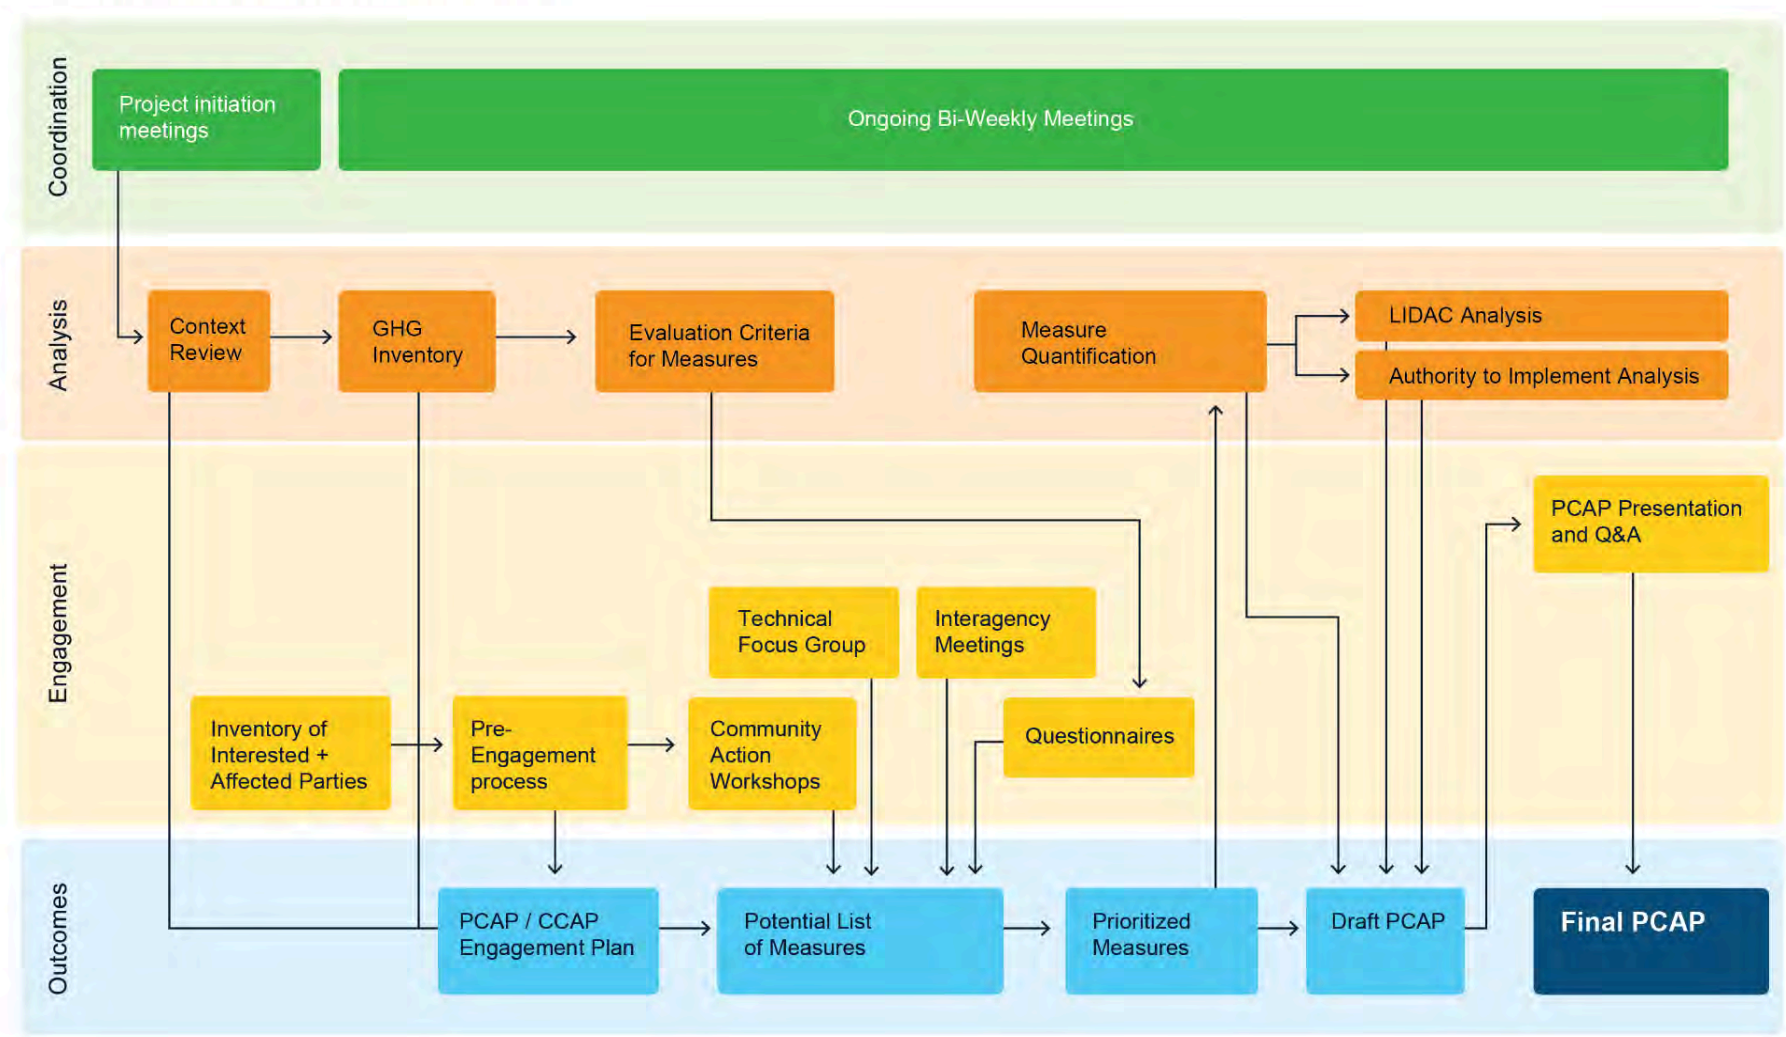 Coordination
Project initiation
meetings
Ongoing Bi-Weekly Meetings
Analysis
Context
Review
GHG
Inventory
Evaluation Criteria
for Measures
Measure
Quantification
LIDAC Analysis
Authority to Implement Analysis
Engagement
PCAP Presentation
and Q&A
Technical
Focus Group
Interagency
Meetings
Inventory of
Interested +
Affected Parties
Pre-
Engagement
process
Community
Action
Workshops
Questionnaires
Outcomes
PCAP / CCAP
Engagement Plan
Potential List
of Measures
Prioritized
Measures
Draft PCAP
Final PCAP